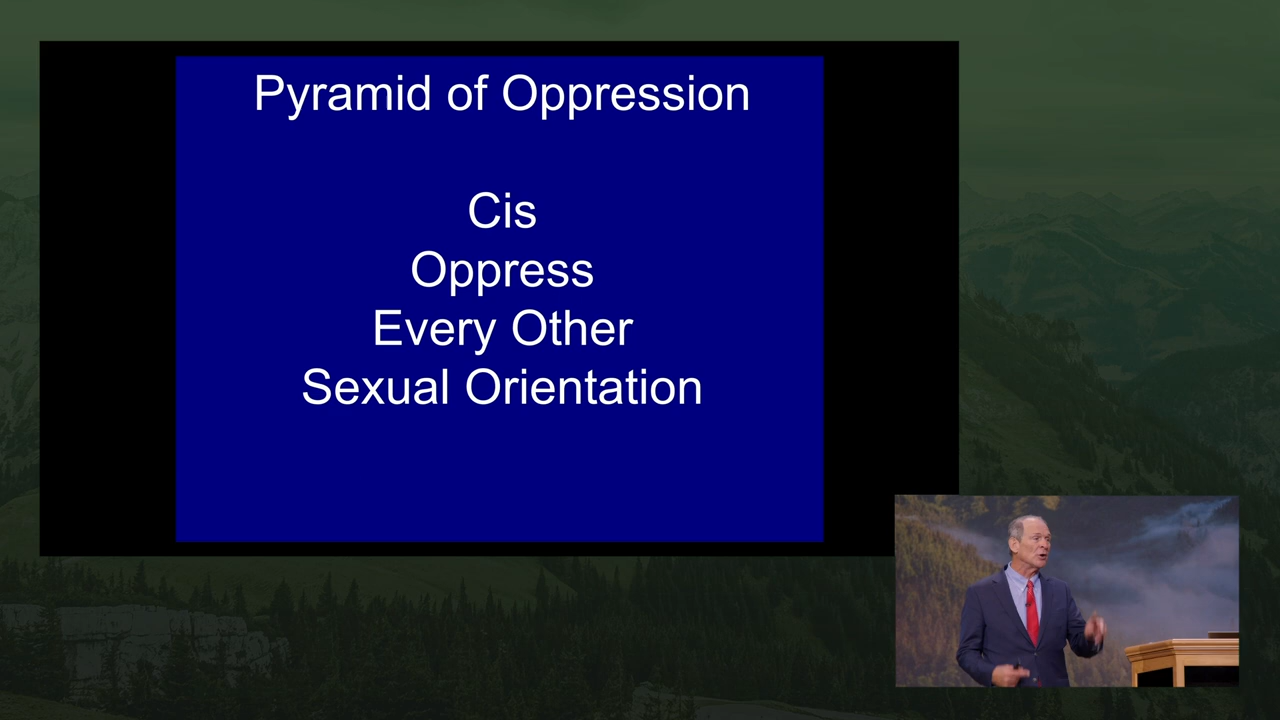 Pyramid of Oppression
Cis
Oppress
Every Other
Sexual Orientation